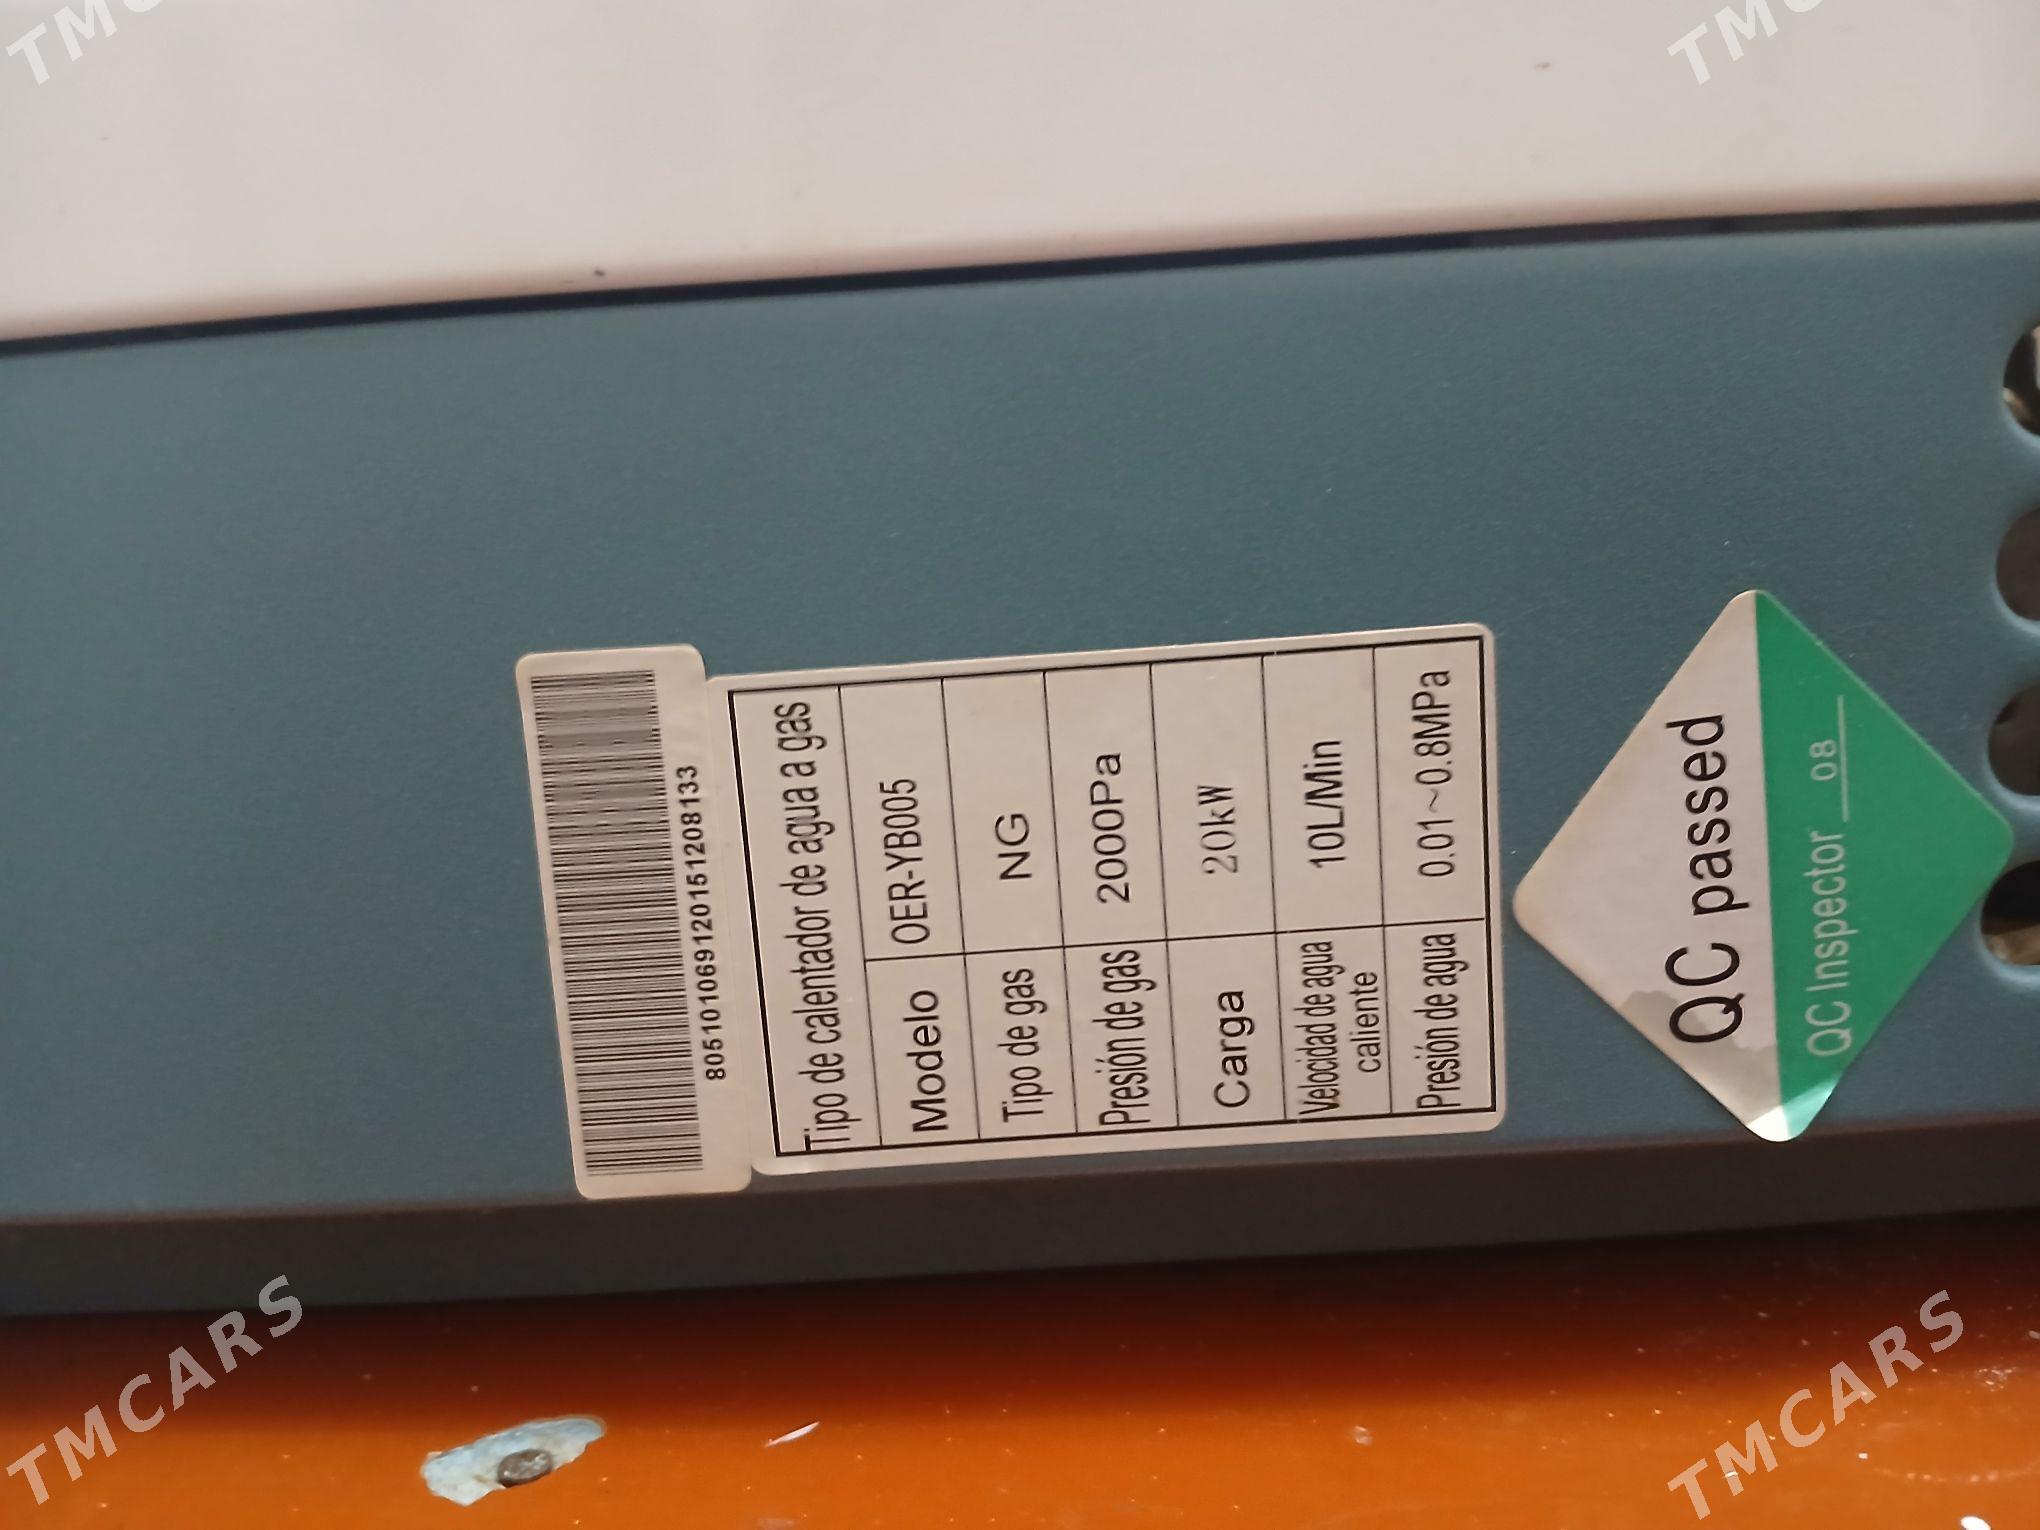 805101069120151208133
Tipo de calentador de agua a gas
Modelo OER-YB005
Tipo de gas NG
Presión de gas 2000Pa
Carga 20kW
Velocidad de agua
caliente 10L/Min
Presión de agua 0.01~0.8MPa
QC passed
QC Inspector 08
TMCARS
TMCARS